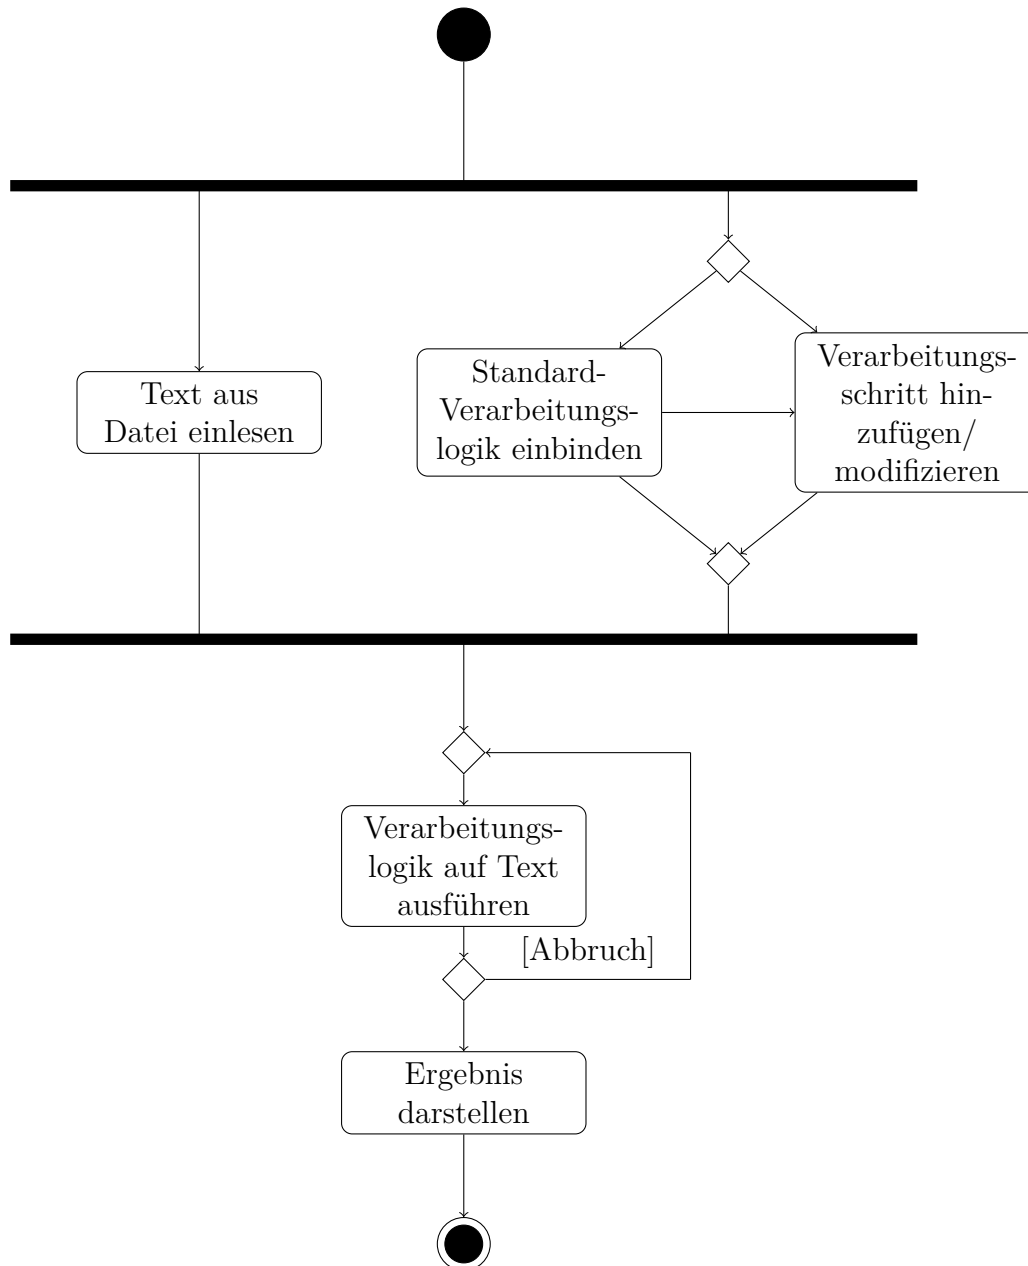 Text aus
Datei einlesen
Standard-
Verarbeitungs-
logik einbinden
Verarbeitungs-
schritt hin-
zufügen/
modifizieren
Verarbeitungs-
logik auf Text
ausführen
[Abbruch]
Ergebnis
darstellen